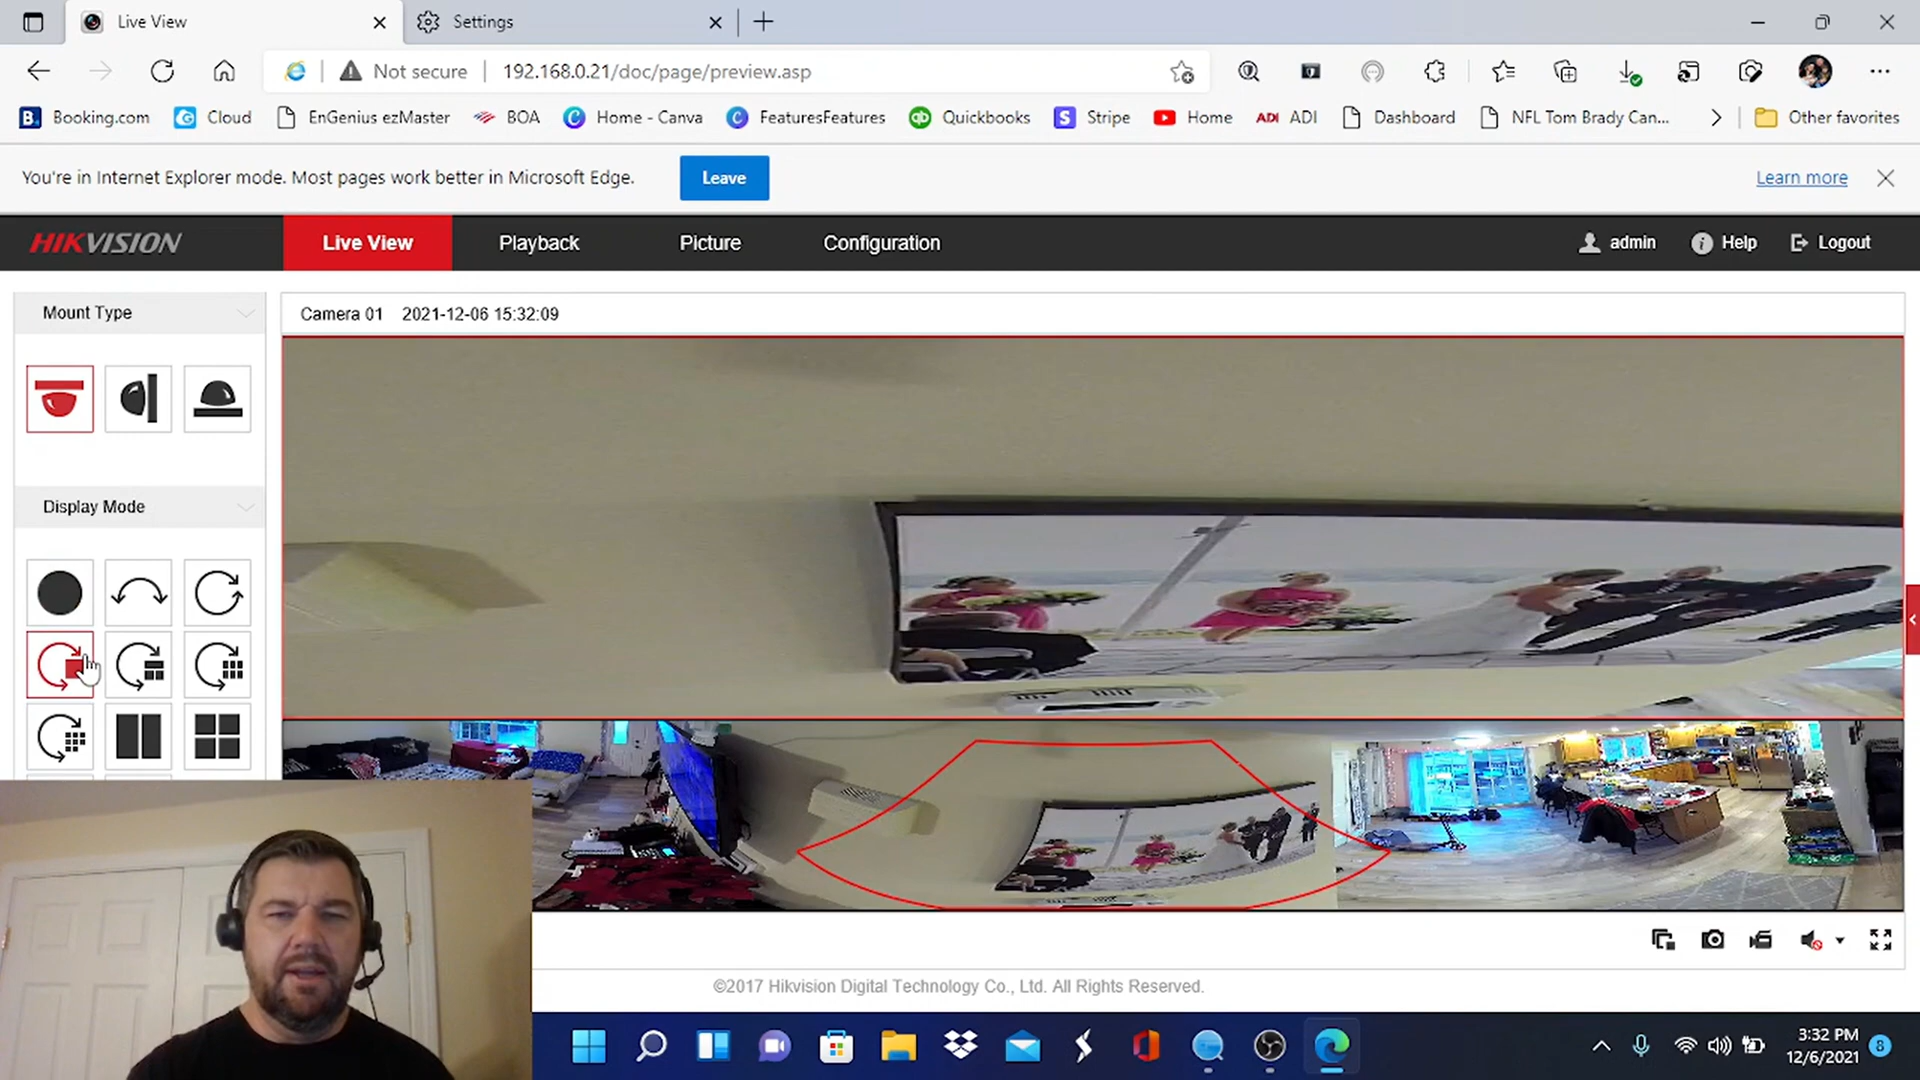 Live View
Settings
Not secure
192.168.0.21/doc/page/preview.asp
B.
Booking.com
Cloud
EnGenius ezMaster
BOA
Home - Canva
FeaturesFeatures
Quickbooks
Stripe
Home
ADI
ADI
Dashboard
NFL Tom Brady Can...
Other favorites
You're in Internet Explorer mode. Most pages work better in Microsoft Edge.
Leave
Learn more
HIKVISION
Live View
Playback
Picture
Configuration
admin
Help
Logout
Mount Type
Camera 01 2021-12-06 15:32:09
Display Mode
©2017 Hikvision Digital Technology Co., Ltd. All Rights Reserved.
3:32 PM
12/6/2021
8